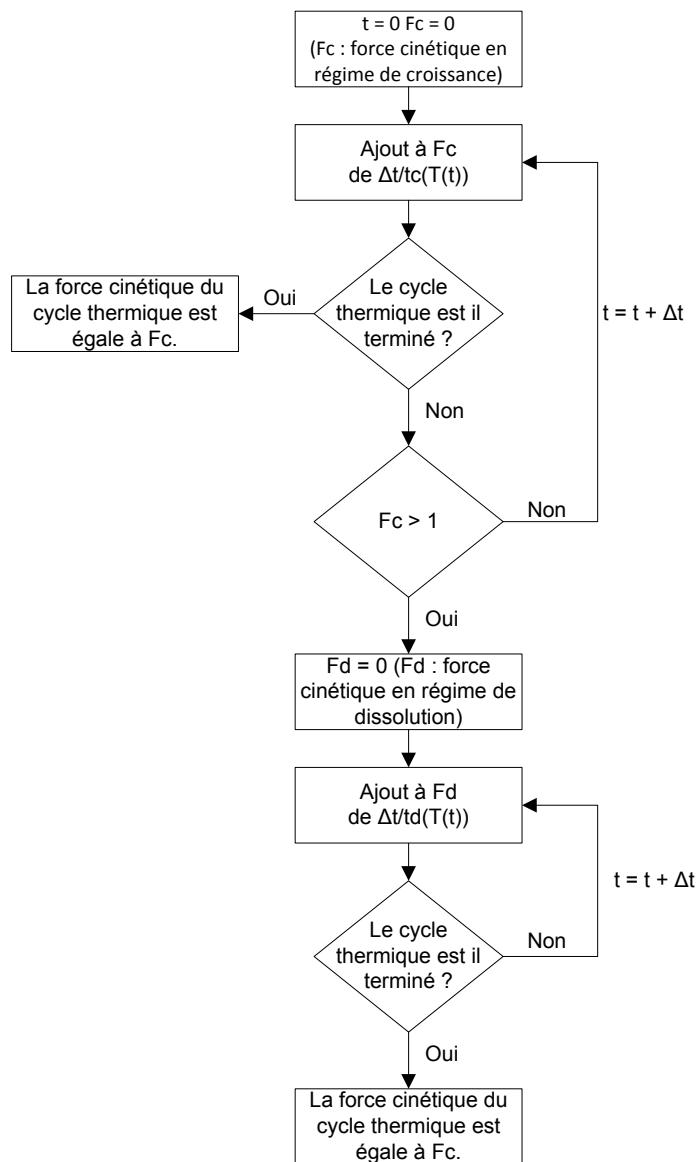 t = 0 Fc = 0
(Fc : force cinétique en
régime de croissance)
Ajout à Fc
de Δt/tc(T(t))
Le cycle
thermique est il
terminé ?
Oui
La force cinétique du
cycle thermique est
égale à Fc.
t = t + Δt
Non
Fc > 1
Non
Oui
Fd = 0 (Fd : force
cinétique en régime de
dissolution)
Ajout à Fd
de Δt/td(T(t))
t = t + Δt
Le cycle
thermique est il
terminé ?
Non
Oui
La force cinétique du
cycle thermique est
égale à Fc.